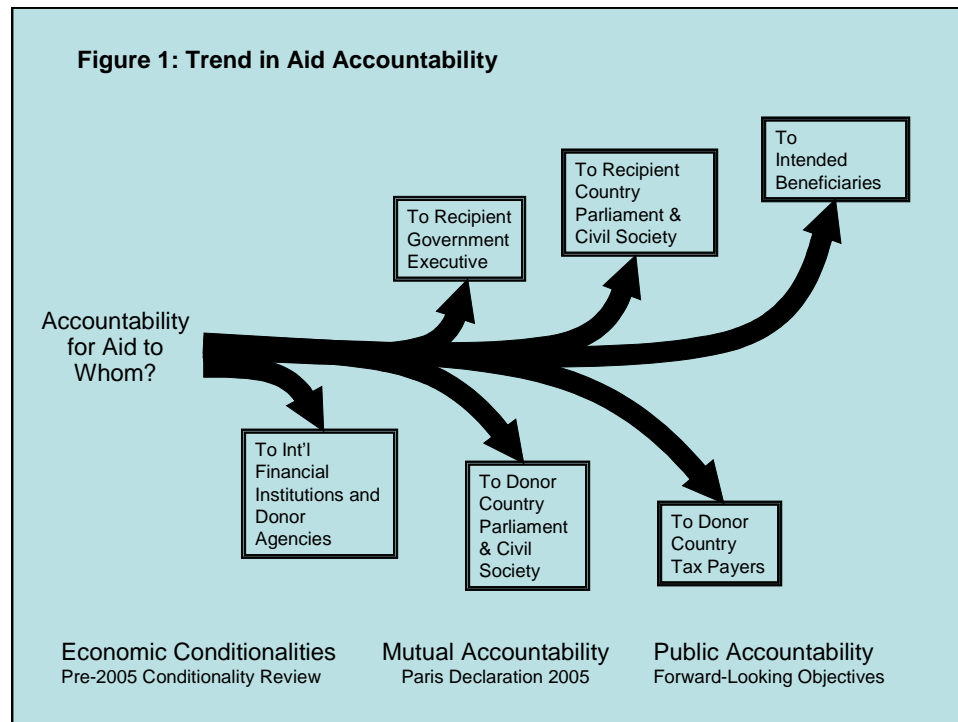 Figure 1: Trend in Aid Accountability
To
Intended
Beneficiaries
To Recipient
Country
Parliament &
Civil Society
To Recipient
Government
Executive
Accountability
for Aid to
Whom?
To Int'l
Financial
Institutions and
Donor
Agencies
To Donor
Country
Parliament
& Civil
Society
To Donor
Country
Tax Payers
Economic Conditionalities
Pre-2005 Conditionality Review
Mutual Accountability
Paris Declaration 2005
Public Accountability
Forward-Looking Objectives